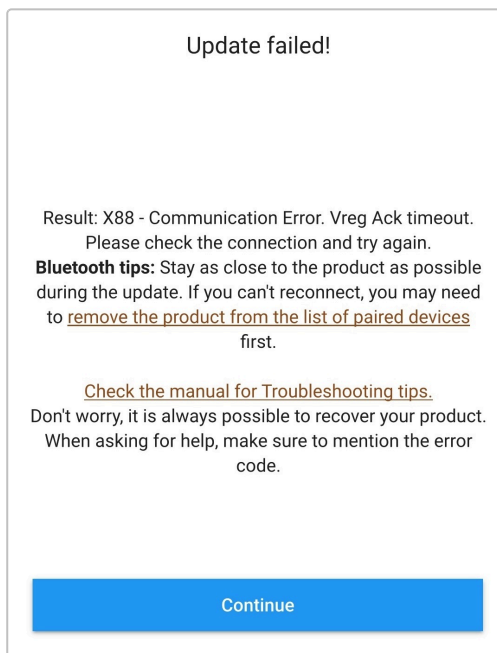 Update failed!
Result: X88 - Communication Error. Vreg Ack timeout.
Please check the connection and try again.
Bluetooth tips: Stay as close to the product as possible
during the update. If you can't reconnect, you may need
to remove the product from the list of paired devices
first.
Check the manual for Troubleshooting tips.
Don't worry, it is always possible to recover your product.
When asking for help, make sure to mention the error
code.
Continue